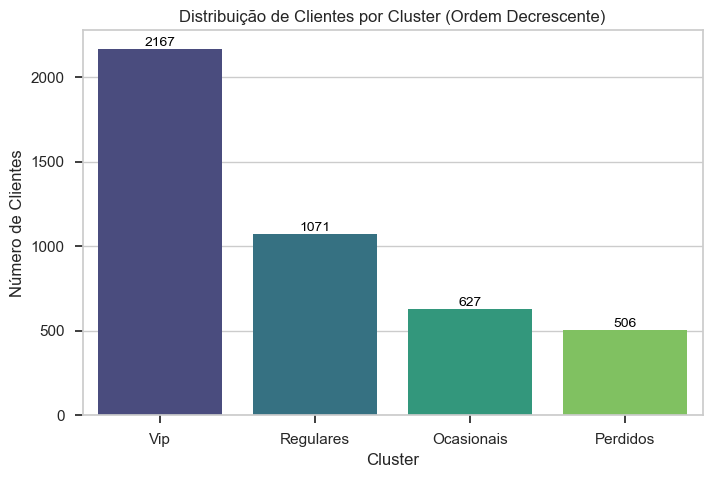 Distribuição de Clientes por Cluster (Ordem Decrescente)
Número de Clientes
2000
1500
1000
500
0
2167
1071
627
506
Vip
Regulares
Ocasionais
Perdidos
Cluster